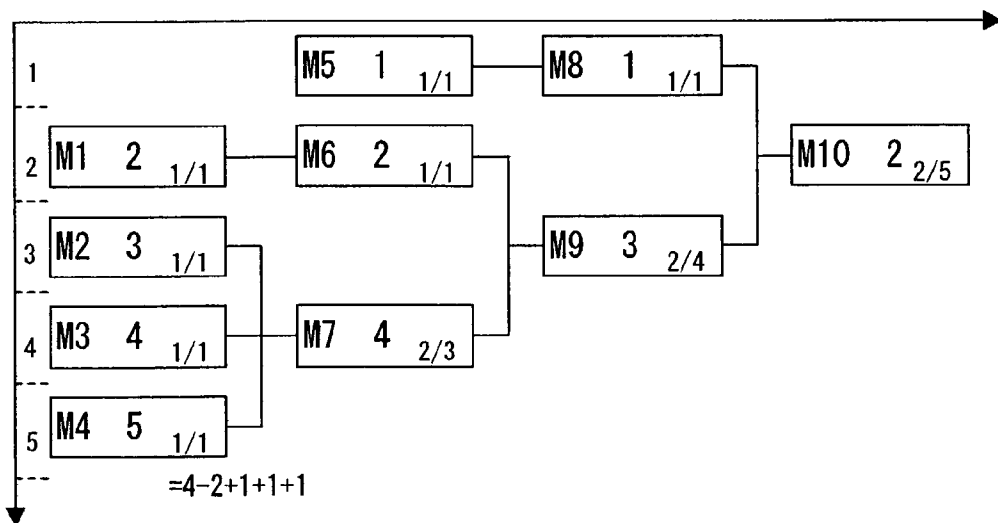 1
M5 1 1/1
M8 1 1/1
2
M1 2 1/1
M6 2 1/1
M10 2 2/5
3
M2 3 1/1
M9 3 2/4
4
M3 4 1/1
M7 4 2/3
5
M4 5 1/1
=4-2+1+1+1